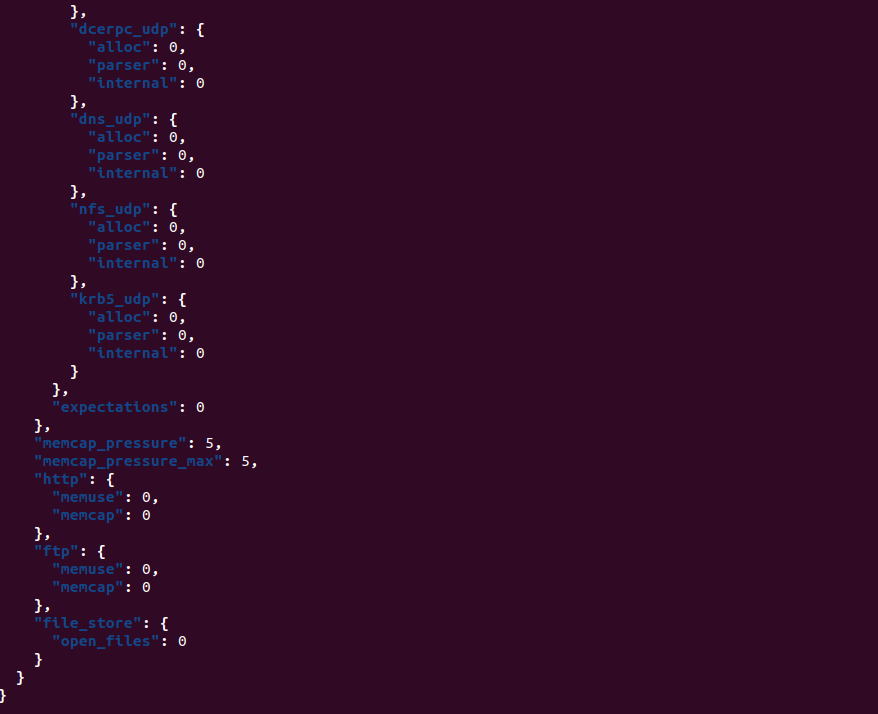 },
"dcerpc_udp": {
"alloc": 0,
"parser": 0,
"internal": 0
},
"dns_udp": {
"alloc": 0,
"parser": 0,
"internal": 0
},
"nfs_udp": {
"alloc": 0,
"parser": 0,
"internal": 0
},
"krb5_udp": {
"alloc": 0,
"parser": 0,
"internal": 0
}
},
"expectations": 0
},
"memcap_pressure": 5,
"memcap_pressure_max": 5,
"http": {
"memuse": 0,
"memcap": 0
},
"ftp": {
"memuse": 0,
"memcap": 0
},
"file_store": {
"open_files": 0
}
}
}